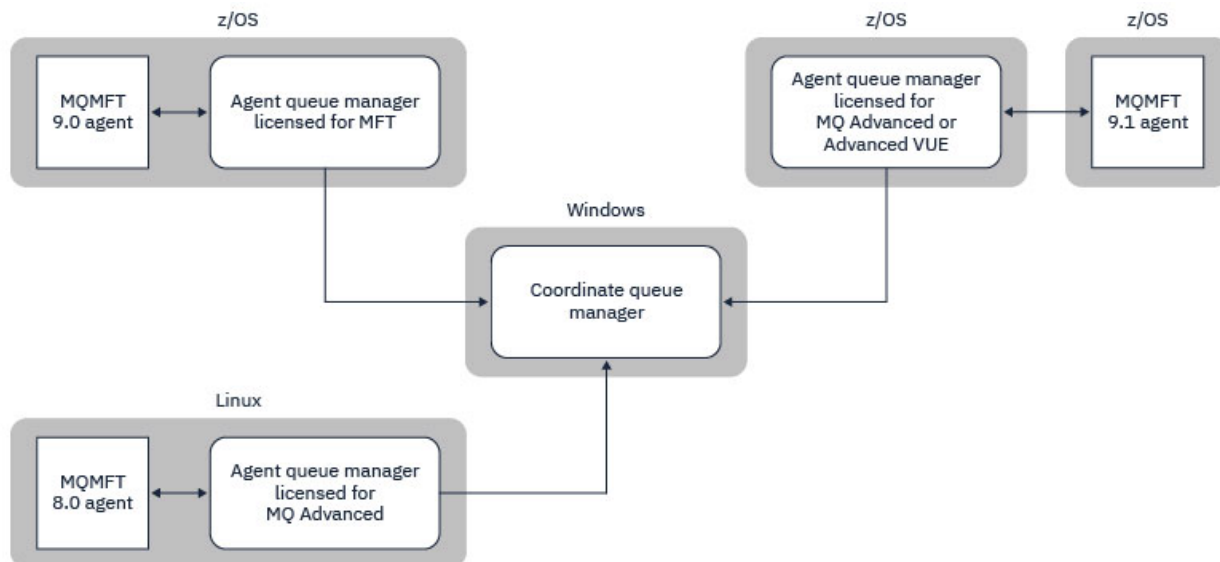 z/OS
MQMFT
9.0 agent
Agent queue manager
licensed for MFT
z/OS
Agent queue manager
licensed for
MQ Advanced or
Advanced VUE
z/OS
MQMFT
9.1 agent
Windows
Coordinate queue
manager
Linux
MQMFT
8.0 agent
Agent queue manager
licensed for
MQ Advanced